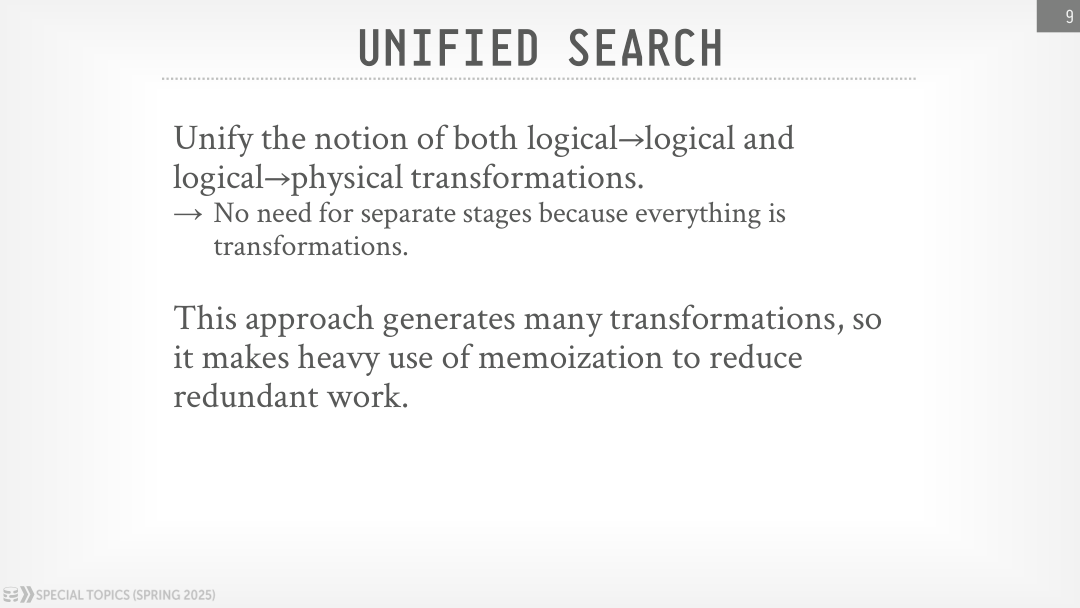 9
UNIFIED SEARCH
Unify the notion of both logical→logical and
logical→physical transformations.
→ No need for separate stages because everything is
transformations.
This approach generates many transformations, so
it makes heavy use of memoization to reduce
redundant work.
SPECIAL TOPICS (SPRING 2025)